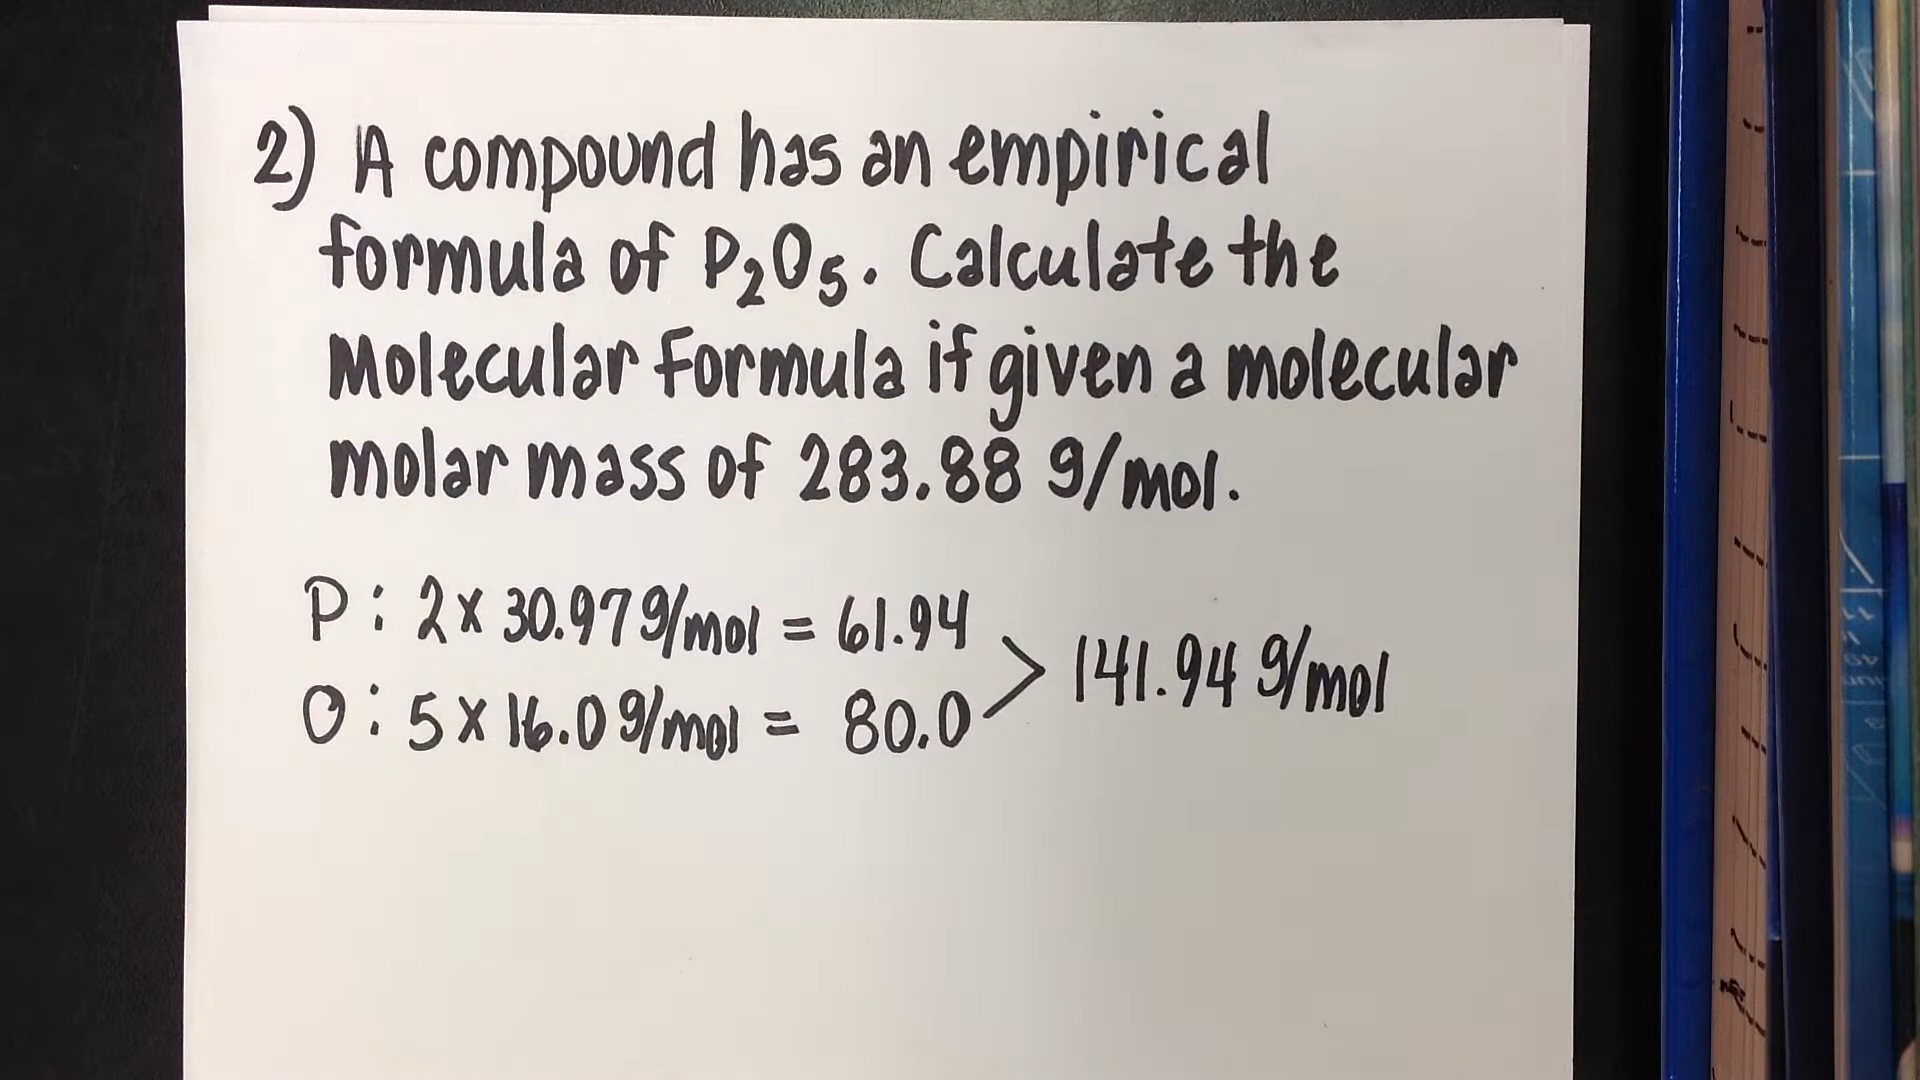 2) A compound has an empirical
formula of P₂O₅. Calculate the
Molecular Formula if given a molecular
molar mass of 283.88 g/mol.
P: 2 x 30.97 g/mol = 61.94
O: 5 x 16.0 g/mol = 80.0 > 141.94 g/mol